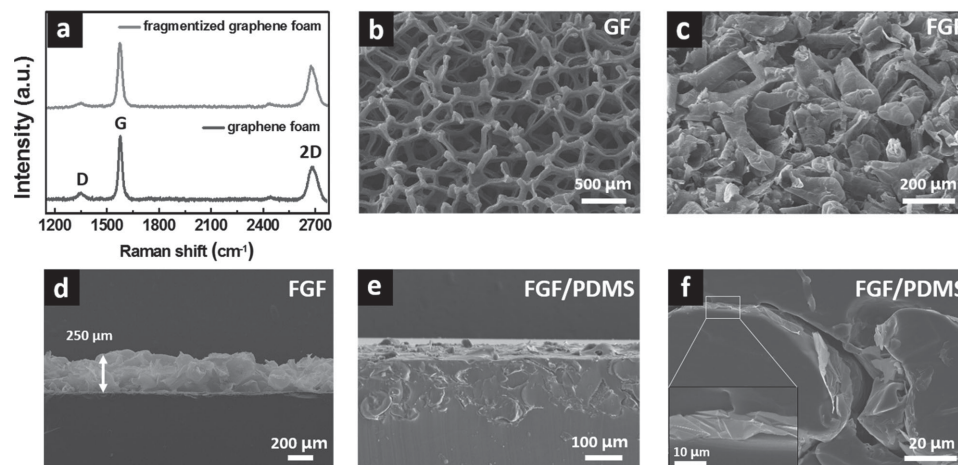 a
fragmentized graphene foam
G
graphene foam
D
2D
Intensity (a.u.)
1200 1500 1800 2100 2400 2700
Raman shift (cm-1)
b
GF
500 μm
c
FGF
200 μm
d
FGF
250 μm
200 μm
e
FGF/PDMS
100 μm
f
FGF/PDMS
10 μm
20 μm